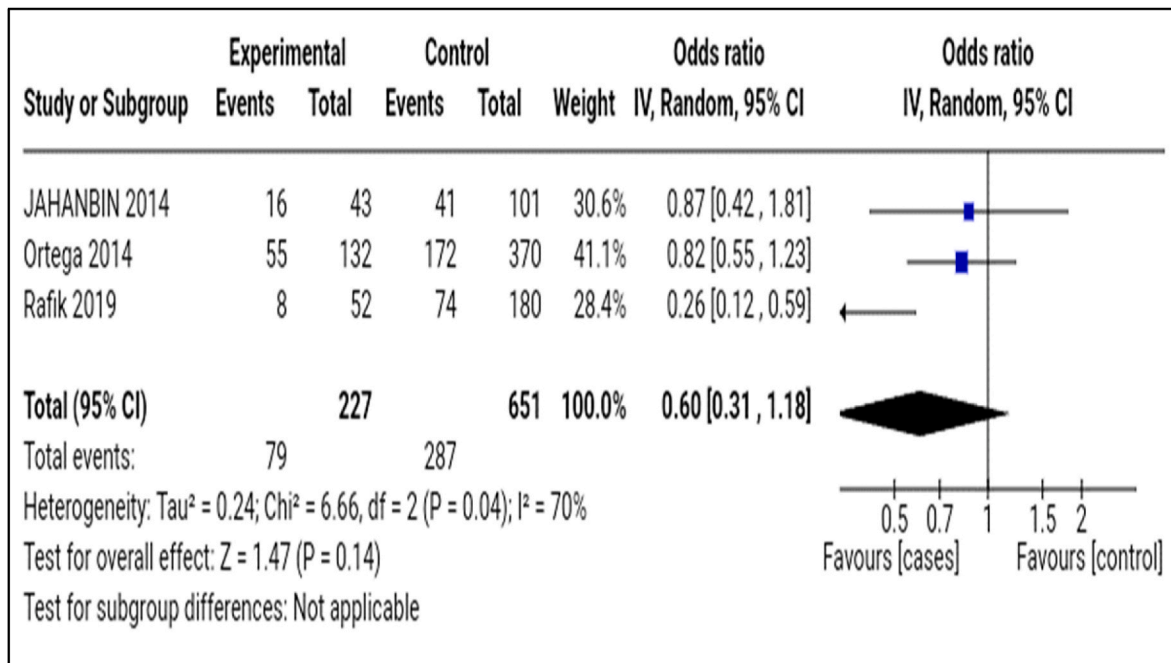 Experimental Control Odds ratio Odds ratio
Study or Subgroup Events Total Events Total Weight IV, Random, 95% CI IV, Random, 95% CI
JAHANBIN 2014 16 43 41 101 30.6% 0.87 [0.42 , 1.81]
Ortega 2014 55 132 172 370 41.1% 0.82 [0.55 , 1.23]
Rafik 2019 8 52 74 180 28.4% 0.26 [0.12 , 0.59]
Total (95% CI) 227 651 100.0% 0.60 [0.31 , 1.18]
Total events: 79 287
Heterogeneity: Tau² = 0.24; Chi² = 6.66, df = 2 (P = 0.04); I² = 70%
Test for overall effect: Z = 1.47 (P = 0.14)
Test for subgroup differences: Not applicable
0.5 0.7 1 1.5 2
Favours [cases] Favours [control]